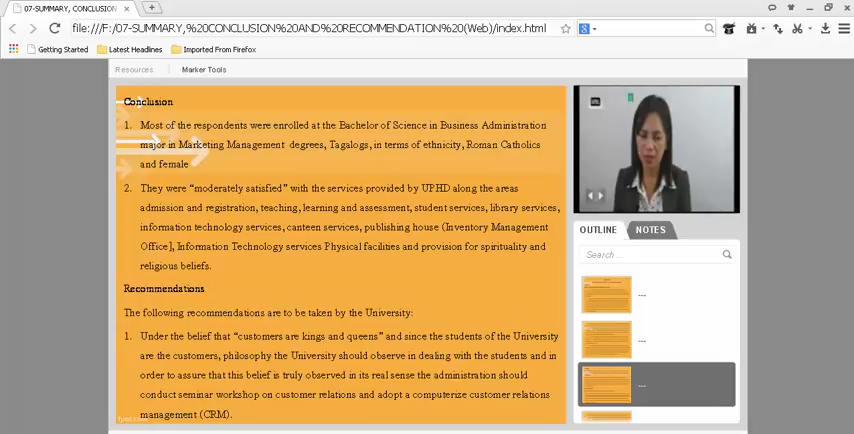 07-SUMMARY, CONCLUSION
file:///F:/07-SUMMARY,%20CONCLUSION%20AND%20RECOMMENDATION%20(Web)/index.html
Getting Started
Latest Headlines
Imported From Firefox
Resources
Marker Tools
Conclusion
1. Most of the respondents were enrolled at the Bachelor of Science in Business Administration
major in Marketing Management degrees, Tagalogs, in terms of ethnicity, Roman Catholics
and female
2. They were "moderately satisfied" with the services provided by UPHD along the areas
admission and registration, teaching, learning and assessment, student services, library services,
information technology services, canteen services, publishing house (Inventory Management
Office], Information Technology services Physical facilities and provision for spirituality and
religious beliefs.
Recommendations
The following recommendations are to be taken by the University:
1. Under the belief that "customers are kings and queens" and since the students of the University
are the customers, philosophy the University should observe in dealing with the students and in
order to assure that this belief is truly observed in its real sense the administration should
conduct seminar workshop on customer relations and adopt a computerize customer relations
management (CRM).
OUTLINE
NOTES
Search ...
...
...
...